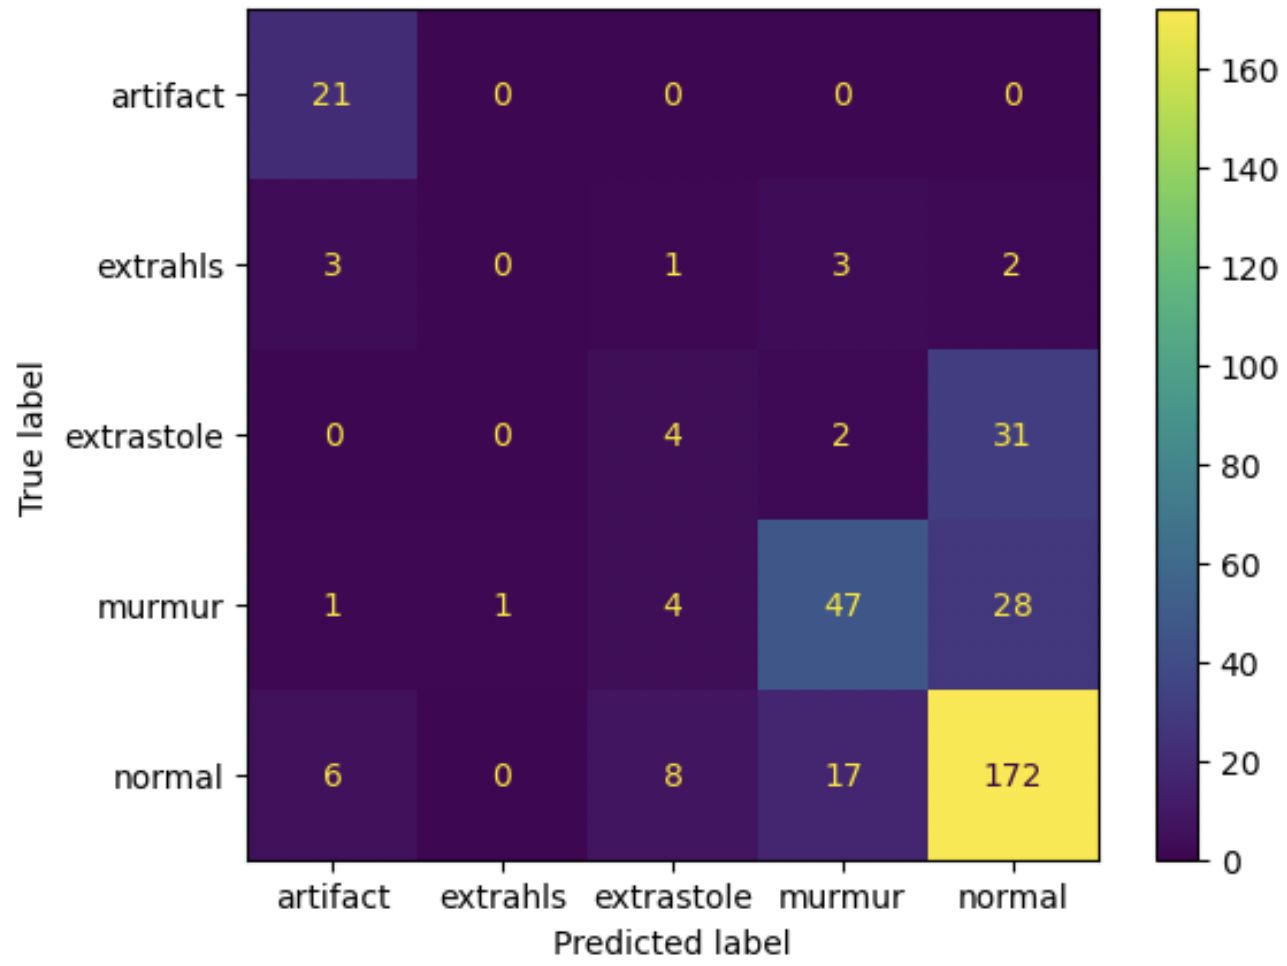 artifact 21 0 0 0 0
extrahls 3 0 1 3 2
extrastole 0 0 4 2 31
murmur 1 1 4 47 28
normal 6 0 8 17 172
artifact extrahls extrastole murmur normal
Predicted label
True label
160
140
120
100
80
60
40
20
0